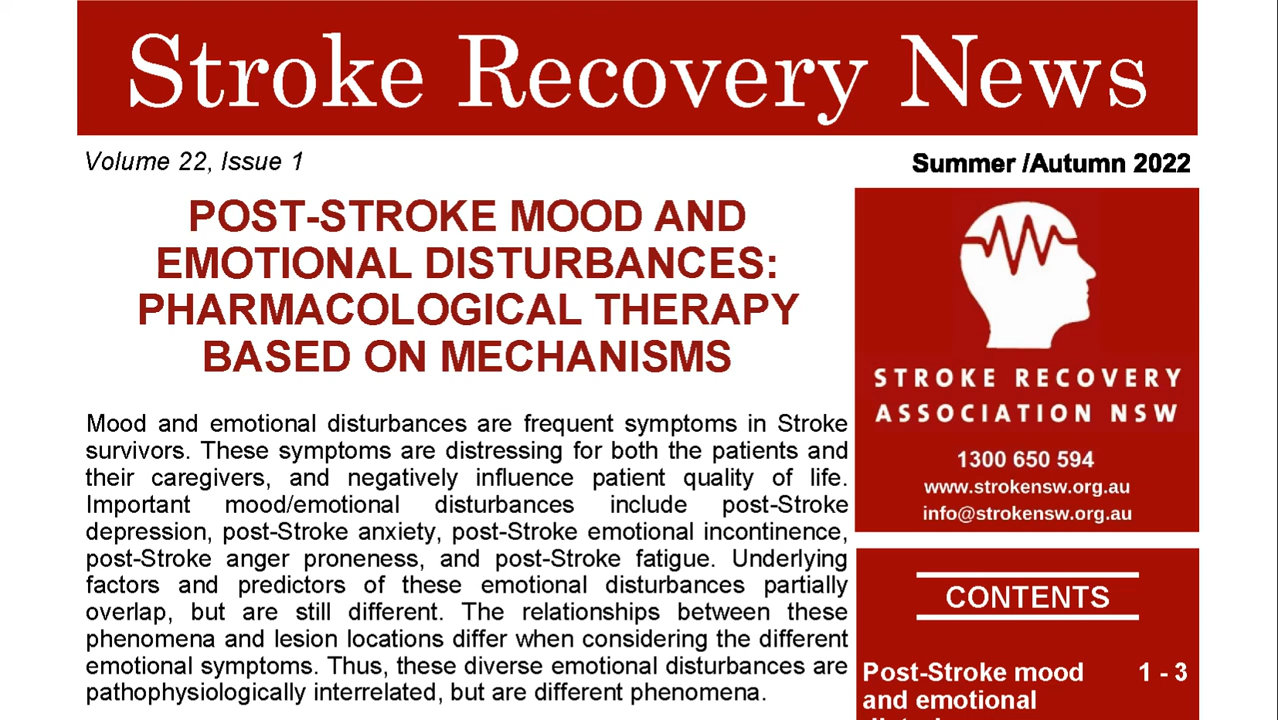 Stroke Recovery News
Volume 22, Issue 1
Summer /Autumn 2022
POST-STROKE MOOD AND
EMOTIONAL DISTURBANCES:
PHARMACOLOGICAL THERAPY
BASED ON MECHANISMS
Mood and emotional disturbances are frequent symptoms in Stroke
survivors. These symptoms are distressing for both the patients and
their caregivers, and negatively influence patient quality of life.
Important mood/emotional disturbances include post-Stroke
depression, post-Stroke anxiety, post-Stroke emotional incontinence,
post-Stroke anger proneness, and post-Stroke fatigue. Underlying
factors and predictors of these emotional disturbances partially
overlap, but are still different. The relationships between these
phenomena and lesion locations differ when considering the different
emotional symptoms. Thus, these diverse emotional disturbances are
pathophysiologically interrelated, but are different phenomena.
STROKE RECOVERY
ASSOCIATION NSW
1300 650 594
www.strokensw.org.au
info@strokensw.org.au
CONTENTS
Post-Stroke mood 1 - 3
and emotional